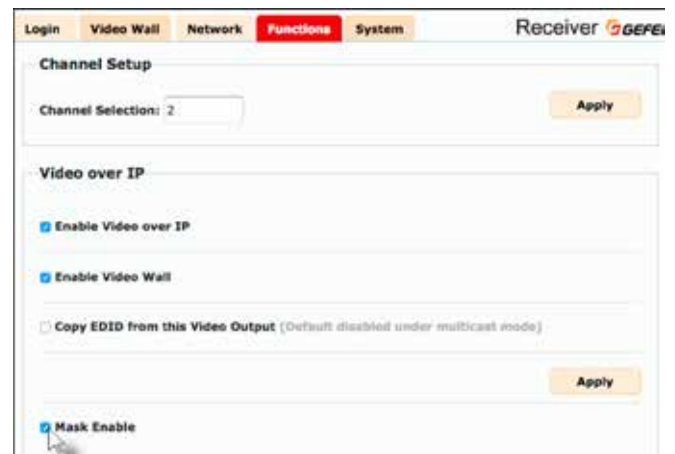 Login Video Wall Network Functions System Receiver GEFE
Channel Setup
Channel Selection: 2 Apply
Video over IP
Enable Video over IP
Enable Video Wall
Copy EDID from this Video Output (Default disabled under multicast mode)
Apply
Mask Enable